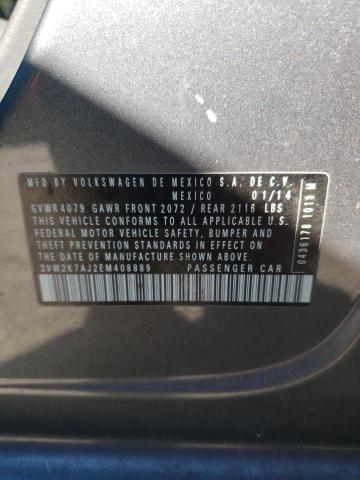 MFD BY VOLKSWAGEN DE MEXICO S.A. DE C.V.
MEXICO 01/14
GVWR 4079 GAWR FRONT 2072 / REAR 2116 LBS
THIS VEHICLE CONFORMS TO ALL APPLICABLE U.S.
FEDERAL MOTOR VEHICLE SAFETY, BUMPER AND
THEFT PREVENTION STANDARDS IN EFFECT ON THE
DATE OF MANUFACTURE SHOWN ABOVE.
3VW2K7AJ2EM408889 PASSENGER CAR
0436178 1019 M